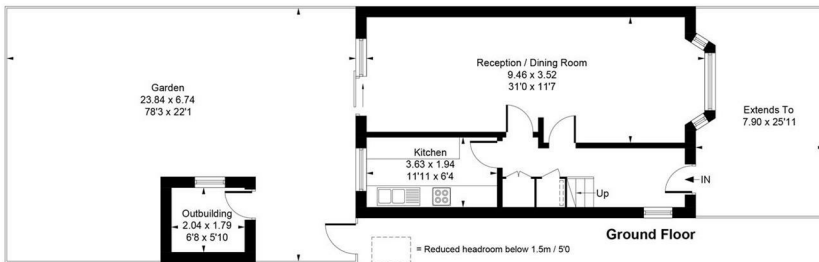 Garden
23.84 x 6.74
78'3 x 22'1
Reception / Dining Room
9.46 x 3.52
31'0 x 11'7
Extends To
7.90 x 25'11
Kitchen
3.63 x 1.94
11'11 x 6'4
Up
IN
Outbuilding
2.04 x 1.79
6'8 x 5'10
Ground Floor
= Reduced headroom below 1.5m / 5'0